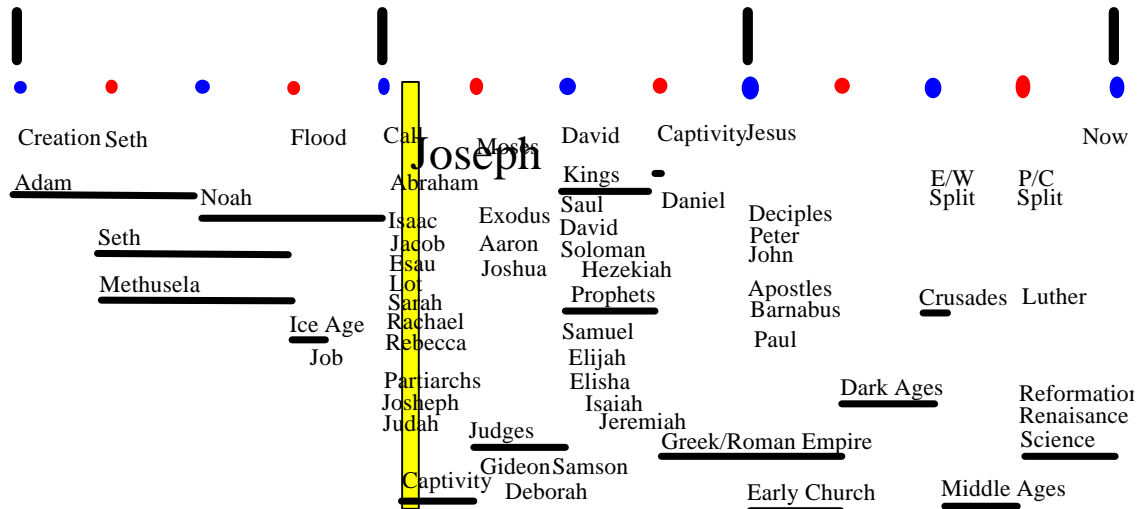 Creation Seth
Adam
Noah
Seth
Methusela
Flood
Ice Age
Job
Call
Joseph
Abraham
Isaac
Jacob
Esau
Lot
Sarah
Rachael
Rebecca
Partiarchs
Josheph
Judah
Captivity
Moses
Exodus
Aaron
Joshua
Judges
Gideon Samson
Deborah
David
Kings
Saul
David
Soloman
Hezekiah
Prophets
Samuel
Elijah
Elisha
Isaiah
Jeremiah
Captivity
Daniel
Greek/Roman Empire
Jesus
Deciples
Peter
John
Apostles
Barnabus
Paul
Early Church
Dark Ages
E/W
Split
Crusades
Middle Ages
P/C
Split
Luther
Reformation
Renaisance
Science
Now